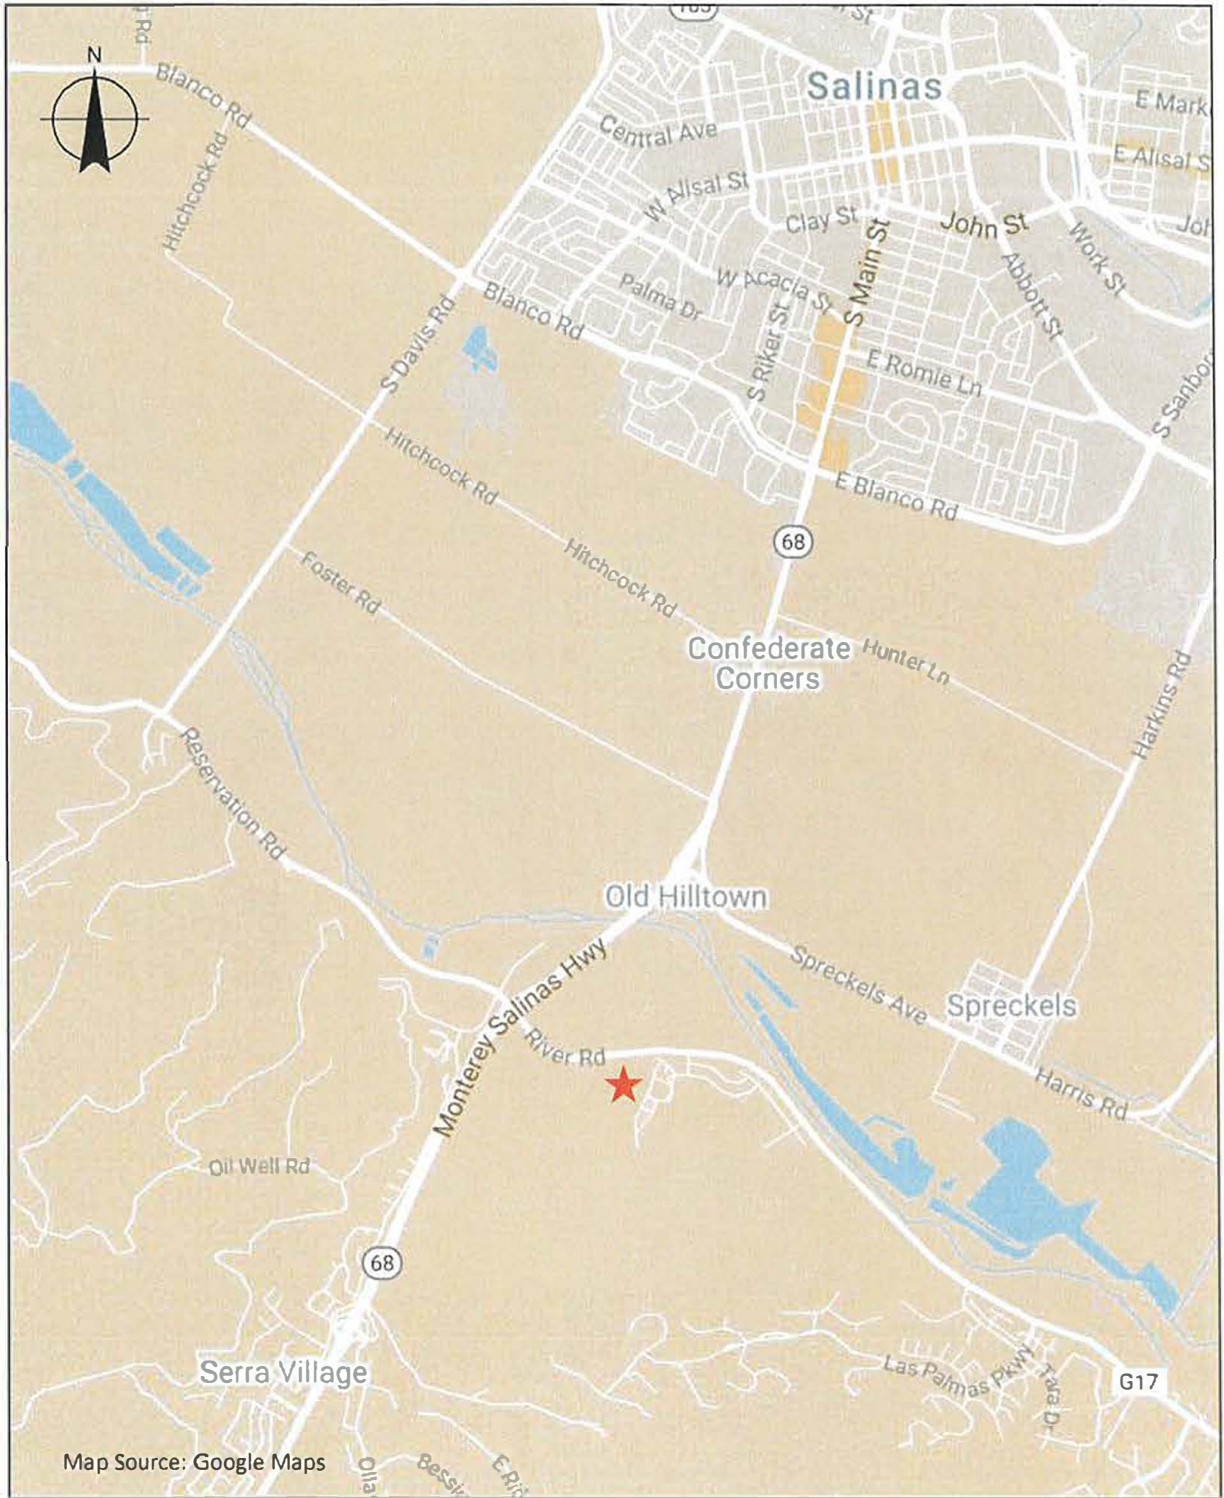 N
Blanco Rd
Salinas
E Mark
Hitchcock Rd
Central Ave
E Alisal S
W Alisal St
Clay St
John St
Work St
S Main St
Abbott St
W Acacia St
Palma Dr
Blanco Rd
S Davis Rd
S Riker St
E Romie Ln
S Sanbor
Hitchcock Rd
E Blanco Rd
68
Hitchcock Rd
Foster Rd
Confederate
Corners
Hunter Ln
Harkins Rd
Reservation Rd
Old Hilltown
Monterey Salinas Hwy
Spreckels Ave
Spreckels
River Rd
Harris Rd
Oil Well Rd
68
Serra Village
Las Palmas Pkwy
Tara Dr
G17
Map Source: Google Maps
Olla